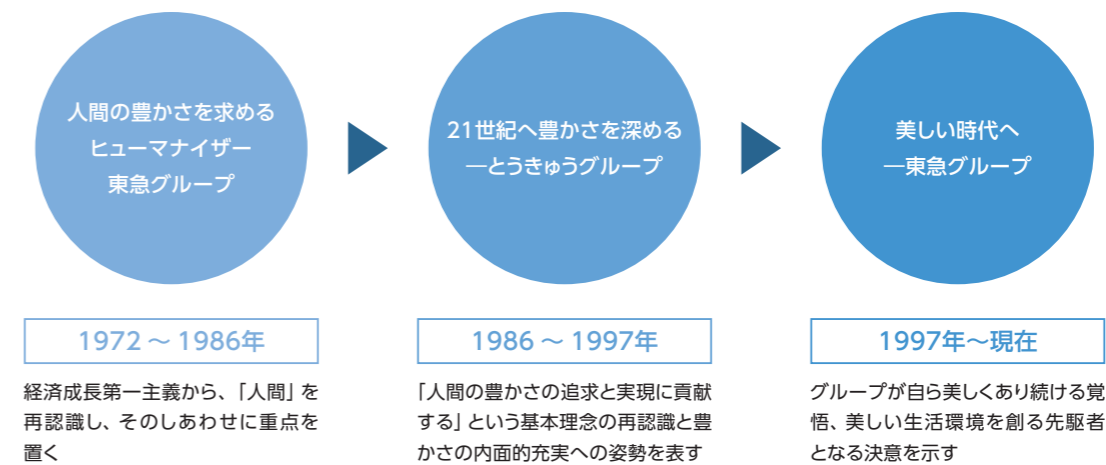 人間の豊かさを求める
ヒューマナイザー
東急グループ
21世紀へ豊かさを深める
―とうきゅうグループ
美しい時代へ
―東急グループ
1972 ～ 1986年
1986 ～ 1997年
1997年～現在
経済成長第一主義から、「人間」を
再認識し、そのしあわせに重点を
置く
「人間の豊かさの追求と実現に貢献
する」という基本理念の再認識と豊
かさの内面的充実への姿勢を表す
グループが自ら美しくあり続ける覚
悟、美しい生活環境を創る先駆者
となる決意を示す